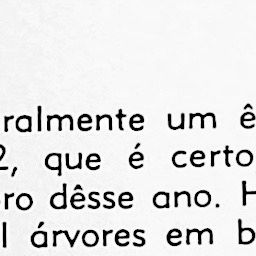 ralmente um ê
2, que é certo,
ro dêsse ano. H
l árvores em b